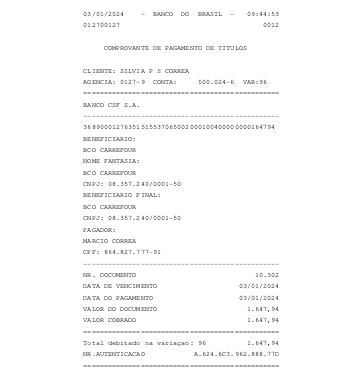 03/01/2024 - BANCO DO BRASIL - 09:44:53
012700127 0012
COMPROVANTE DE PAGAMENTO DE TITULOS
CLIENTE: SILVIA P S CORREA
AGENCIA: 0127-9 CONTA: 500.024-6 VAR:96
================================================
BANCO CSF S.A.
------------------------------------------------
36890001276351515537065002000100400000000164794
BENEFICIARIO:
BCO CARREFOUR
NOME FANTASIA:
BCO CARREFOUR
CNPJ: 08.357.240/0001-50
BENEFICIARIO FINAL:
BCO CARREFOUR
CNPJ: 08.357.240/0001-50
PAGADOR:
MARCIO CORREA
CPF: 864.827.777-91
------------------------------------------------
NR. DOCUMENTO 10.302
DATA DE VENCIMENTO 03/01/2024
DATA DO PAGAMENTO 03/01/2024
VALOR DO DOCUMENTO 1.647,94
VALOR COBRADO 1.647,94
================================================
Total debitado na variaçao: 96 1.647,94
NR.AUTENTICACAO A.624.6C3.962.888.77D
================================================